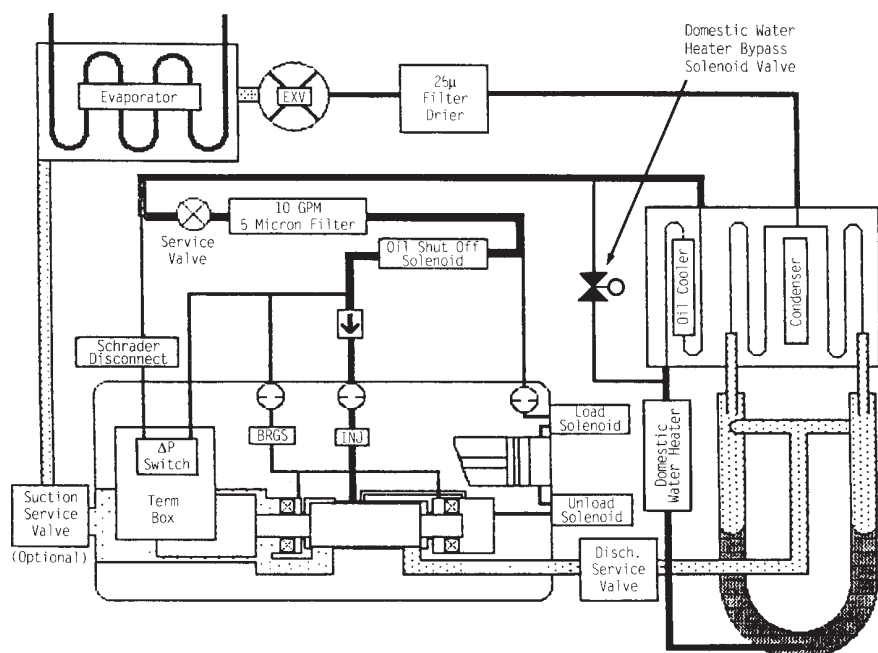 Domestic Water
Heater Bypass
Solenoid Valve
Evaporator
EXV
25µ
Filter
Drier
10 GPM
5 Micron Filter
Service
Valve
Oil Shut Off
Solenoid
Oil Cooler
Condenser
Schrader
Disconnect
BRGS
INJ
Load
Solenoid
Domestic
Water Heater
ΔP
Switch
Term
Box
Suction
Service
Valve
(Optional)
Unload
Solenoid
Disch.
Service
Valve